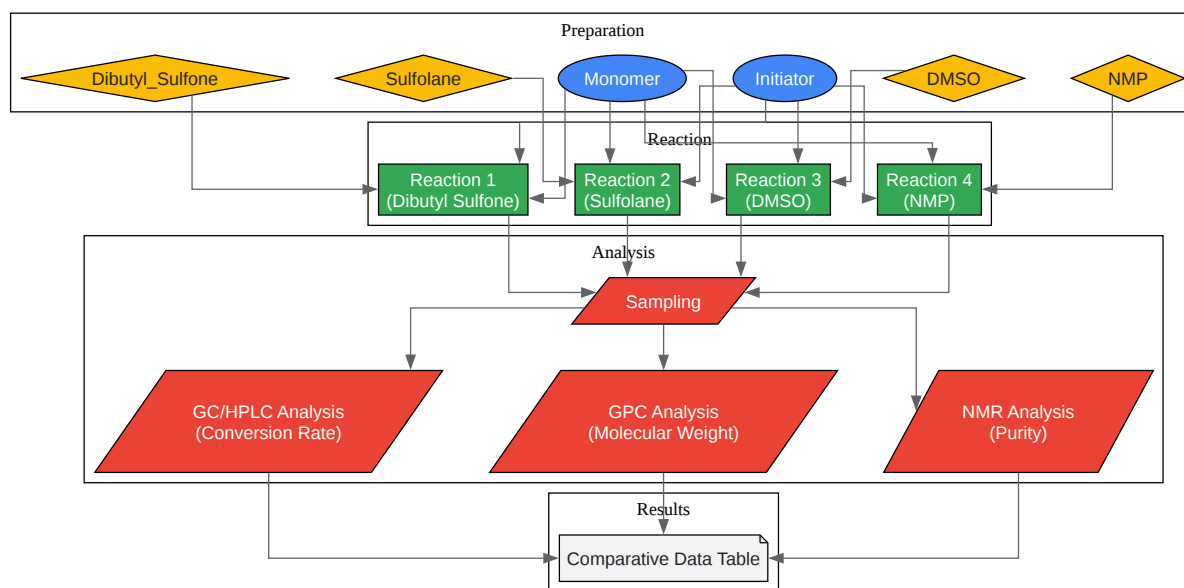 Preparation
Dibutyl_Sulfone
Sulfolane
Monomer
Initiator
DMSO
NMP
Reaction
Reaction 1
(Dibutyl Sulfone)
Reaction 2
(Sulfolane)
Reaction 3
(DMSO)
Reaction 4
(NMP)
Analysis
Sampling
GC/HPLC Analysis
(Conversion Rate)
GPC Analysis
(Molecular Weight)
NMR Analysis
(Purity)
Results
Comparative Data Table